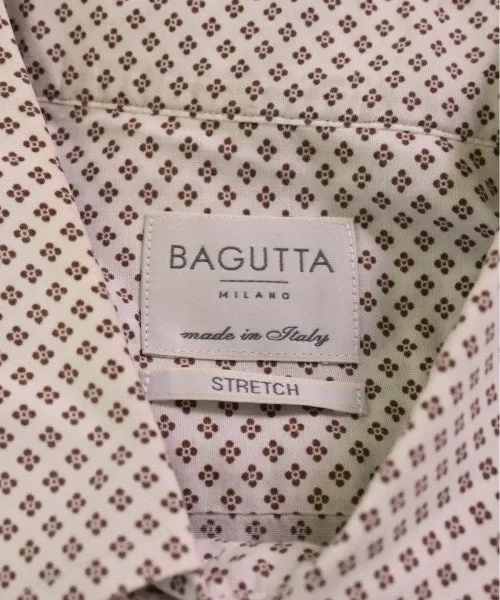 BAGUTTA
MILANO
made in Italy
STRETCH